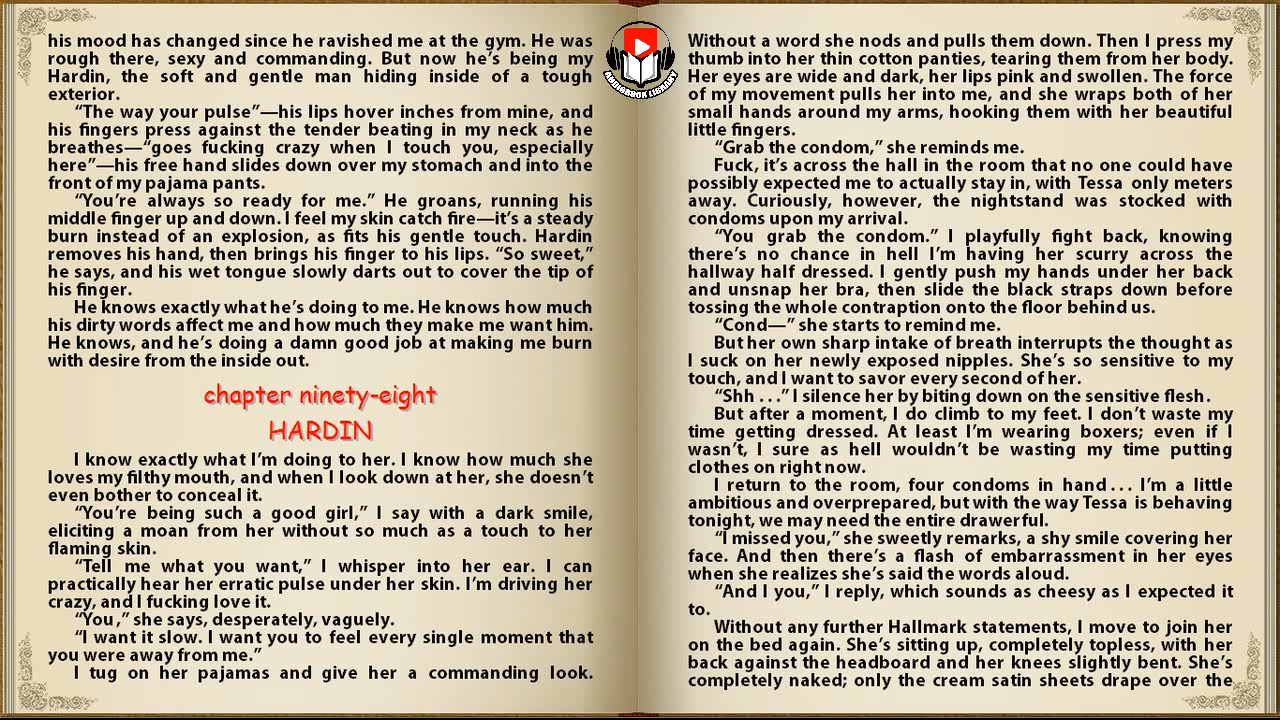 his mood has changed since he ravished me at the gym. He was
rough there, sexy and commanding. But now he's being my
Hardin, the soft and gentle man hiding inside of a tough
exterior.
“The way your pulse”—his lips hover inches from mine, and
his fingers press against the tender beating in my neck as he
breathes—“goes fucking crazy when I touch you, especially
here”—his free hand slides down over my stomach and into the
front of my pajama pants.
“You're always so ready for me.” He groans, running his
middle finger up and down. I feel my skin catch fire—it's a steady
burn instead of an explosion, as fits his gentle touch. Hardin
removes his hand, then brings his finger to his lips. “So sweet,”
he says, and his wet tongue slowly darts out to cover the tip of
his finger.
He knows exactly what he's doing to me. He knows how much
his dirty words affect me and how much they make me want him.
He knows, and he's doing a damn good job at making me burn
with desire from the inside out.
chapter ninety-eight
HARDIN
I know exactly what I'm doing to her. I know how much she
loves my filthy mouth, and when I look down at her, she doesn't
even bother to conceal it.
“You're being such a good girl,” I say with a dark smile,
eliciting a moan from her without so much as a touch to her
flaming skin.
“Tell me what you want,” I whisper into her ear. I can
practically hear her erratic pulse under her skin. I'm driving her
crazy, and I fucking love it.
“You,” she says, desperately, vaguely.
“I want it slow. I want you to feel every single moment that
you were away from me.”
I tug on her pajamas and give her a commanding look.
AUDIOBOOK LIBRARY
Without a word she nods and pulls them down. Then I press my
thumb into her thin cotton panties, tearing them from her body.
Her eyes are wide and dark, her lips pink and swollen. The force
of my movement pulls her into me, and she wraps both of her
small hands around my arms, hooking them with her beautiful
little fingers.
“Grab the condom,” she reminds me.
Fuck, it's across the hall in the room that no one could have
possibly expected me to actually stay in, with Tessa only meters
away. Curiously, however, the nightstand was stocked with
condoms upon my arrival.
“You grab the condom.” I playfully fight back, knowing
there's no chance in hell I'm having her scurry across the
hallway half dressed. I gently push my hands under her back
and unsnap her bra, then slide the black straps down before
tossing the whole contraption onto the floor behind us.
“Cond—” she starts to remind me.
But her own sharp intake of breath interrupts the thought as
I suck on her newly exposed nipples. She's so sensitive to my
touch, and I want to savor every second of her.
“Shh . . .” I silence her by biting down on the sensitive flesh.
But after a moment, I do climb to my feet. I don't waste my
time getting dressed. At least I'm wearing boxers; even if I
wasn't, I sure as hell wouldn't be wasting my time putting
clothes on right now.
I return to the room, four condoms in hand . . . I'm a little
ambitious and overprepared, but with the way Tessa is behaving
tonight, we may need the entire drawerful.
“I missed you,” she sweetly remarks, a shy smile covering her
face. And then there's a flash of embarrassment in her eyes
when she realizes she's said the words aloud.
“And I you,” I reply, which sounds as cheesy as I expected it
to.
Without any further Hallmark statements, I move to join her
on the bed again. She's sitting up, completely topless, with her
back against the headboard and her knees slightly bent. She's
completely naked; only the cream satin sheets drape over the